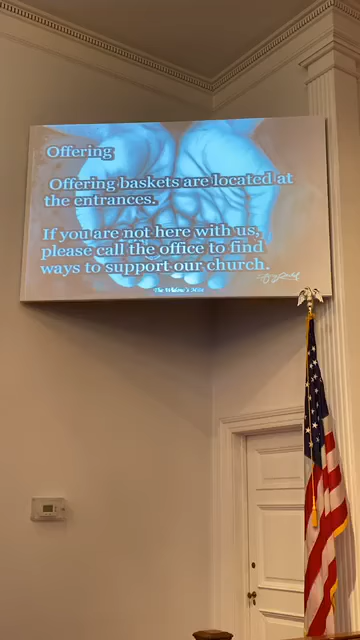 Offering
Offering baskets are located at
the entrances.
If you are not here with us,
please call the office to find
ways to support our church.
The Widow's Mite